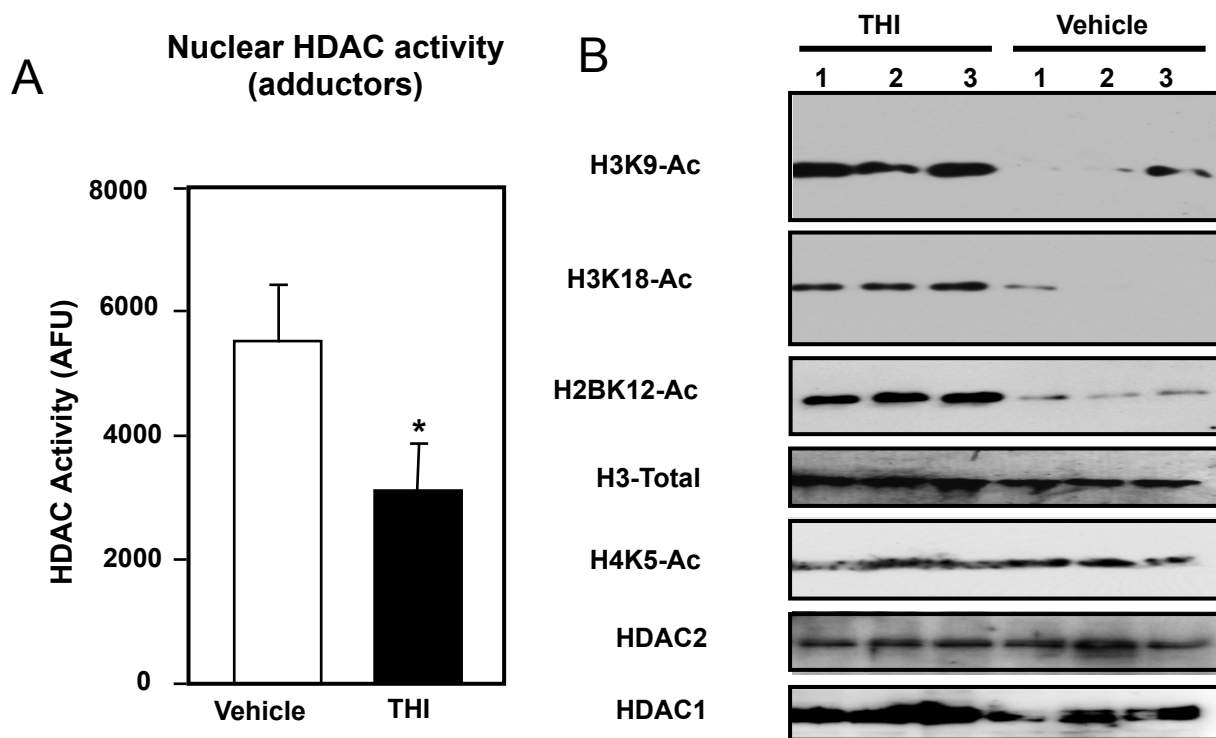 A
Nuclear HDAC activity
(adductors)
HDAC Activity (AFU)
8000
6000
4000
2000
0
*
Vehicle
THI
B
THI
Vehicle
1 2 3 1 2 3
H3K9-Ac
H3K18-Ac
H2BK12-Ac
H3-Total
H4K5-Ac
HDAC2
HDAC1